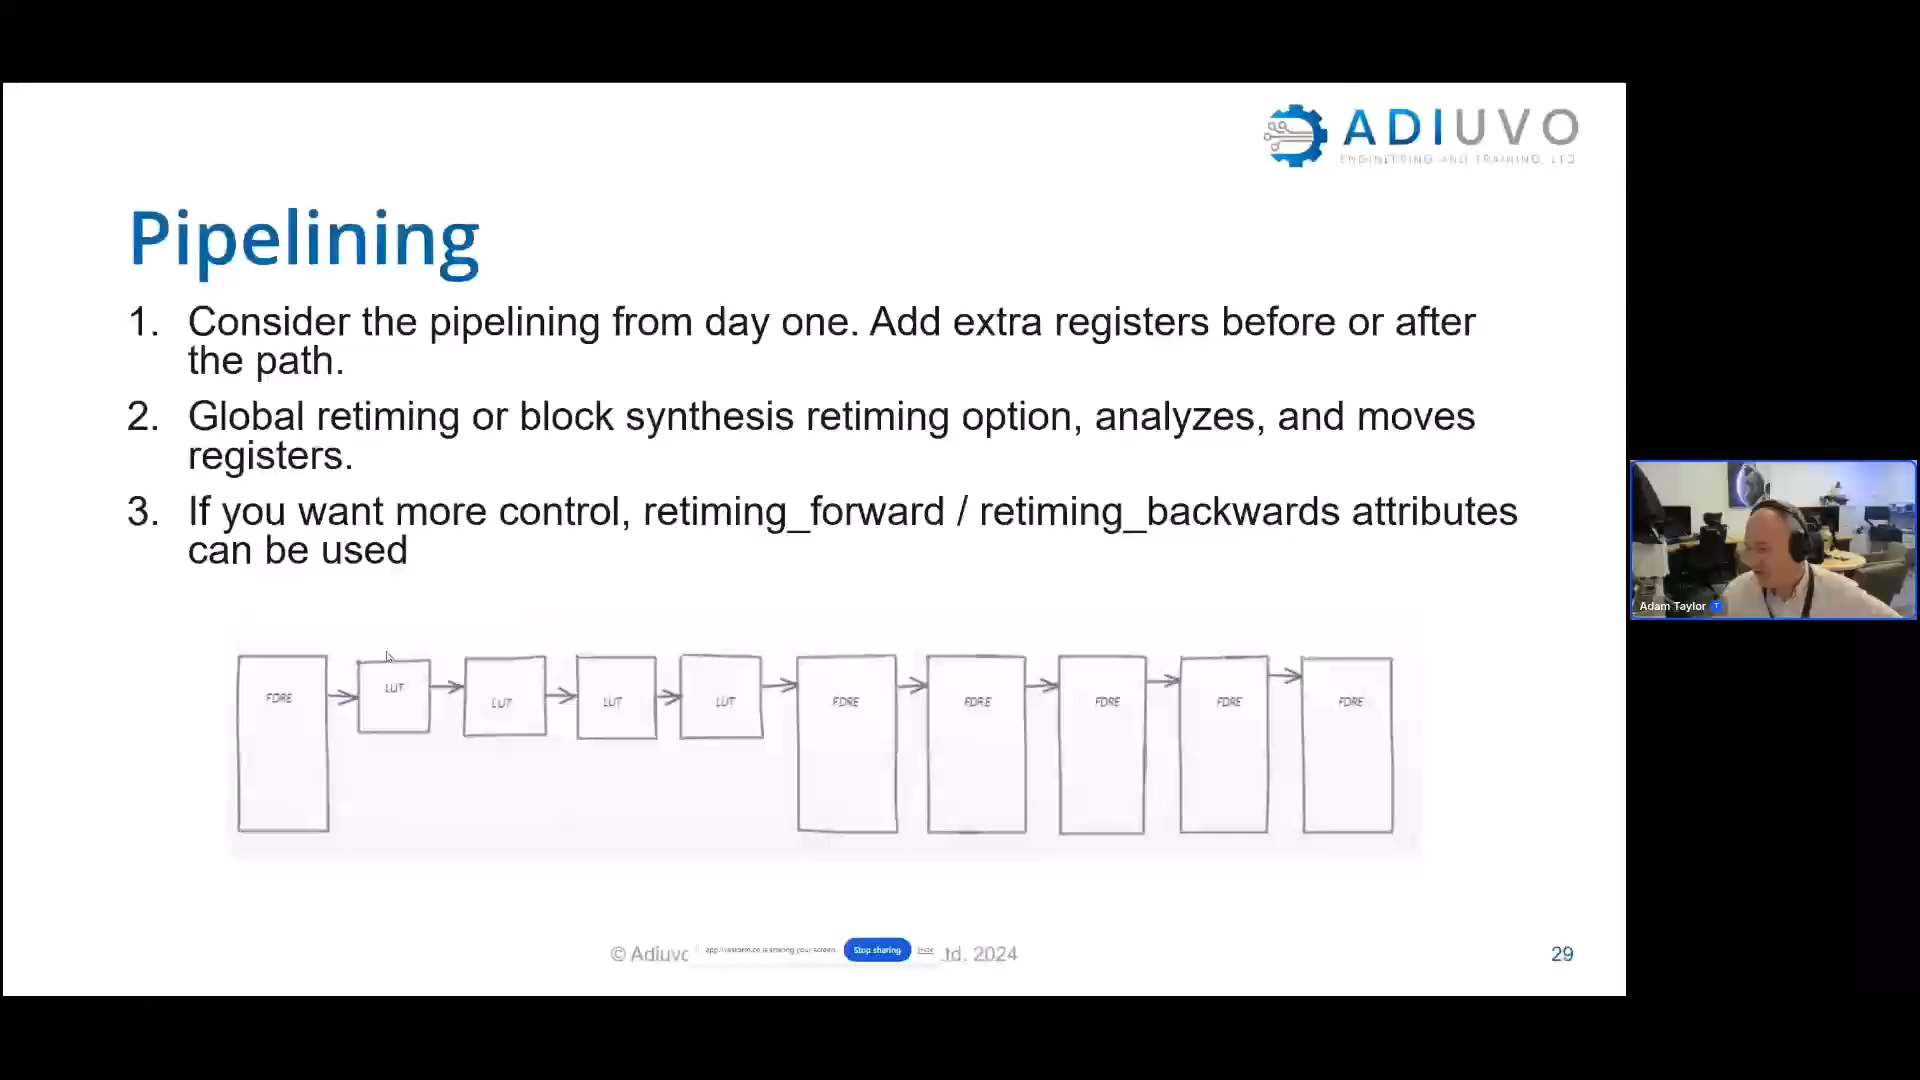 ADIUVO
ENGINEERING AND TRAINING, LTD
Pipelining
1. Consider the pipelining from day one. Add extra registers before or after
the path.
2. Global retiming or block synthesis retiming option, analyzes, and moves
registers.
3. If you want more control, retiming_forward / retiming_backwards attributes
can be used
FDRE LUT LUT LUT LUT FDRE FDRE FDRE FDRE FDRE
Adam Taylor T
© Adiuvo is sharing your screen. Stop sharing Hide Ltd. 2024
29